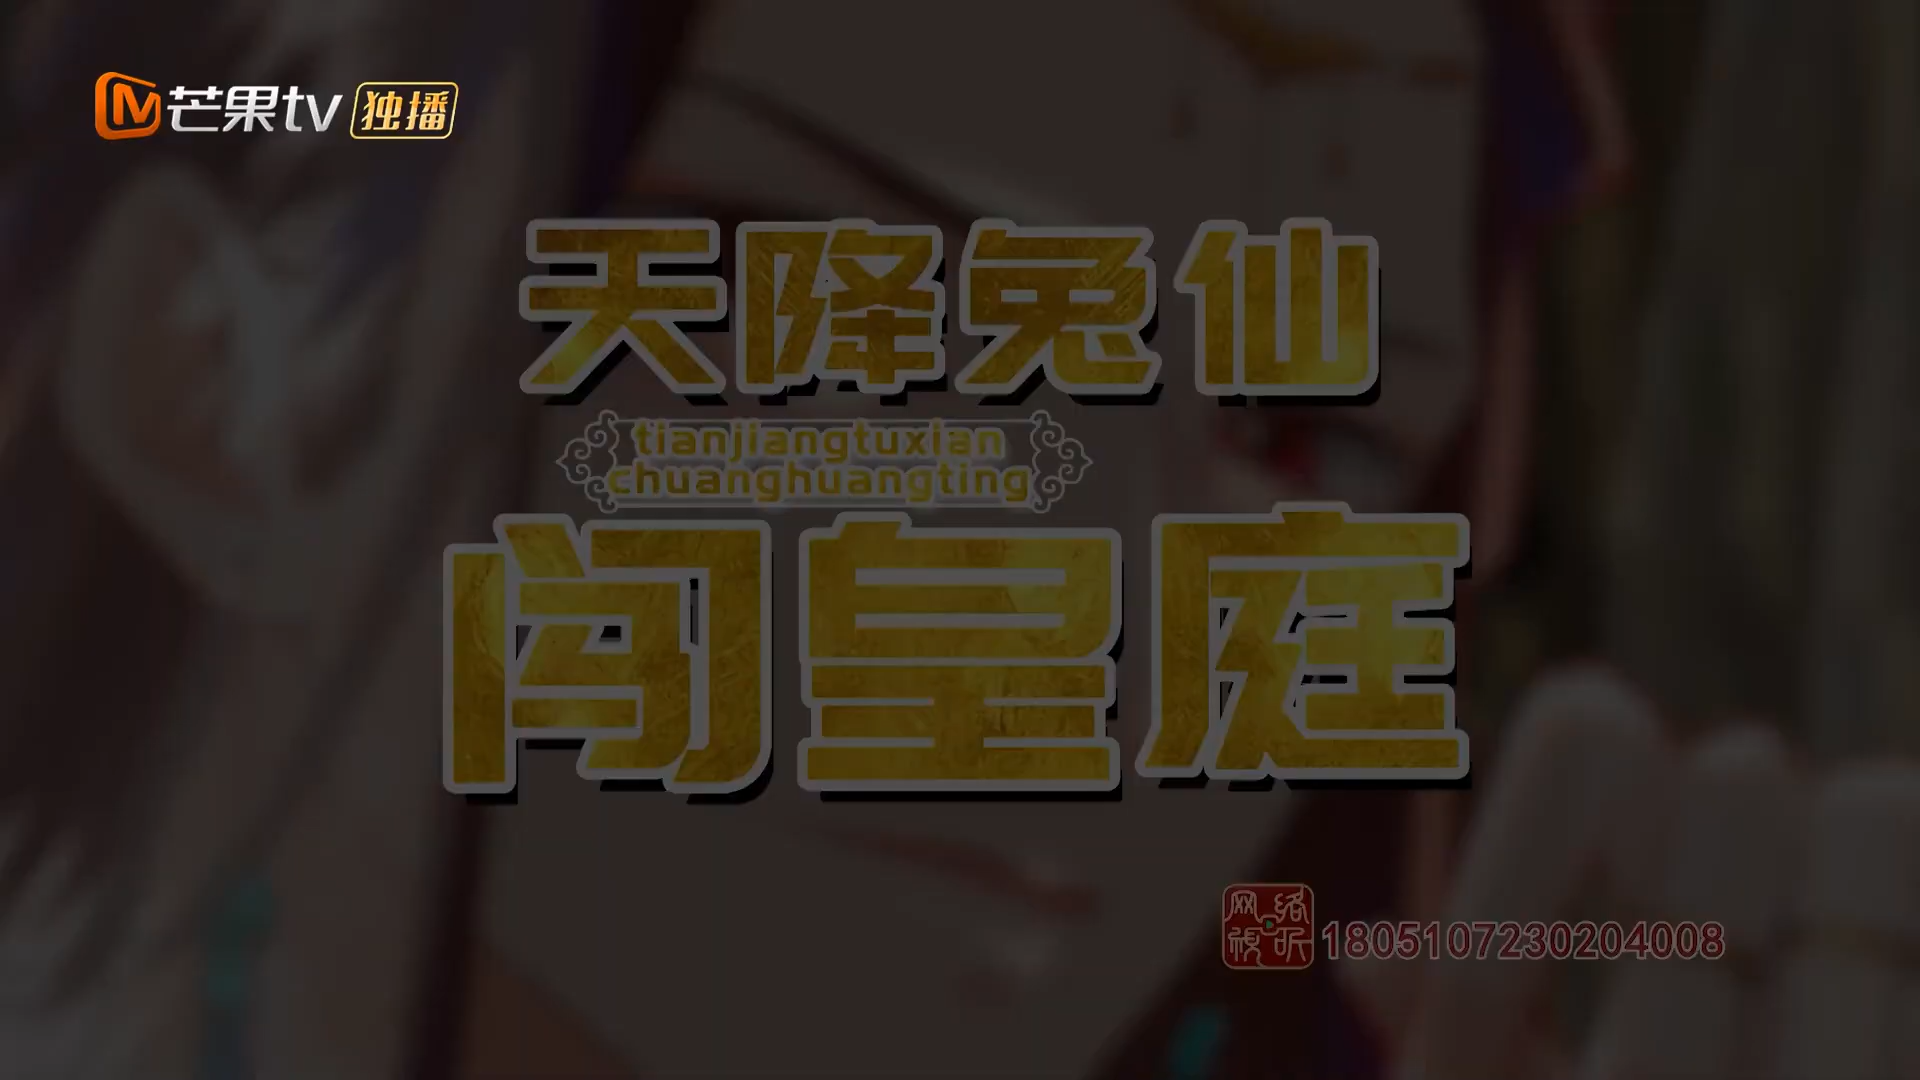 芒果tv 独播
天降兔仙
tianjiangtuxian
chuanghuangting
闯皇庭
网络视听
18051072302040​08